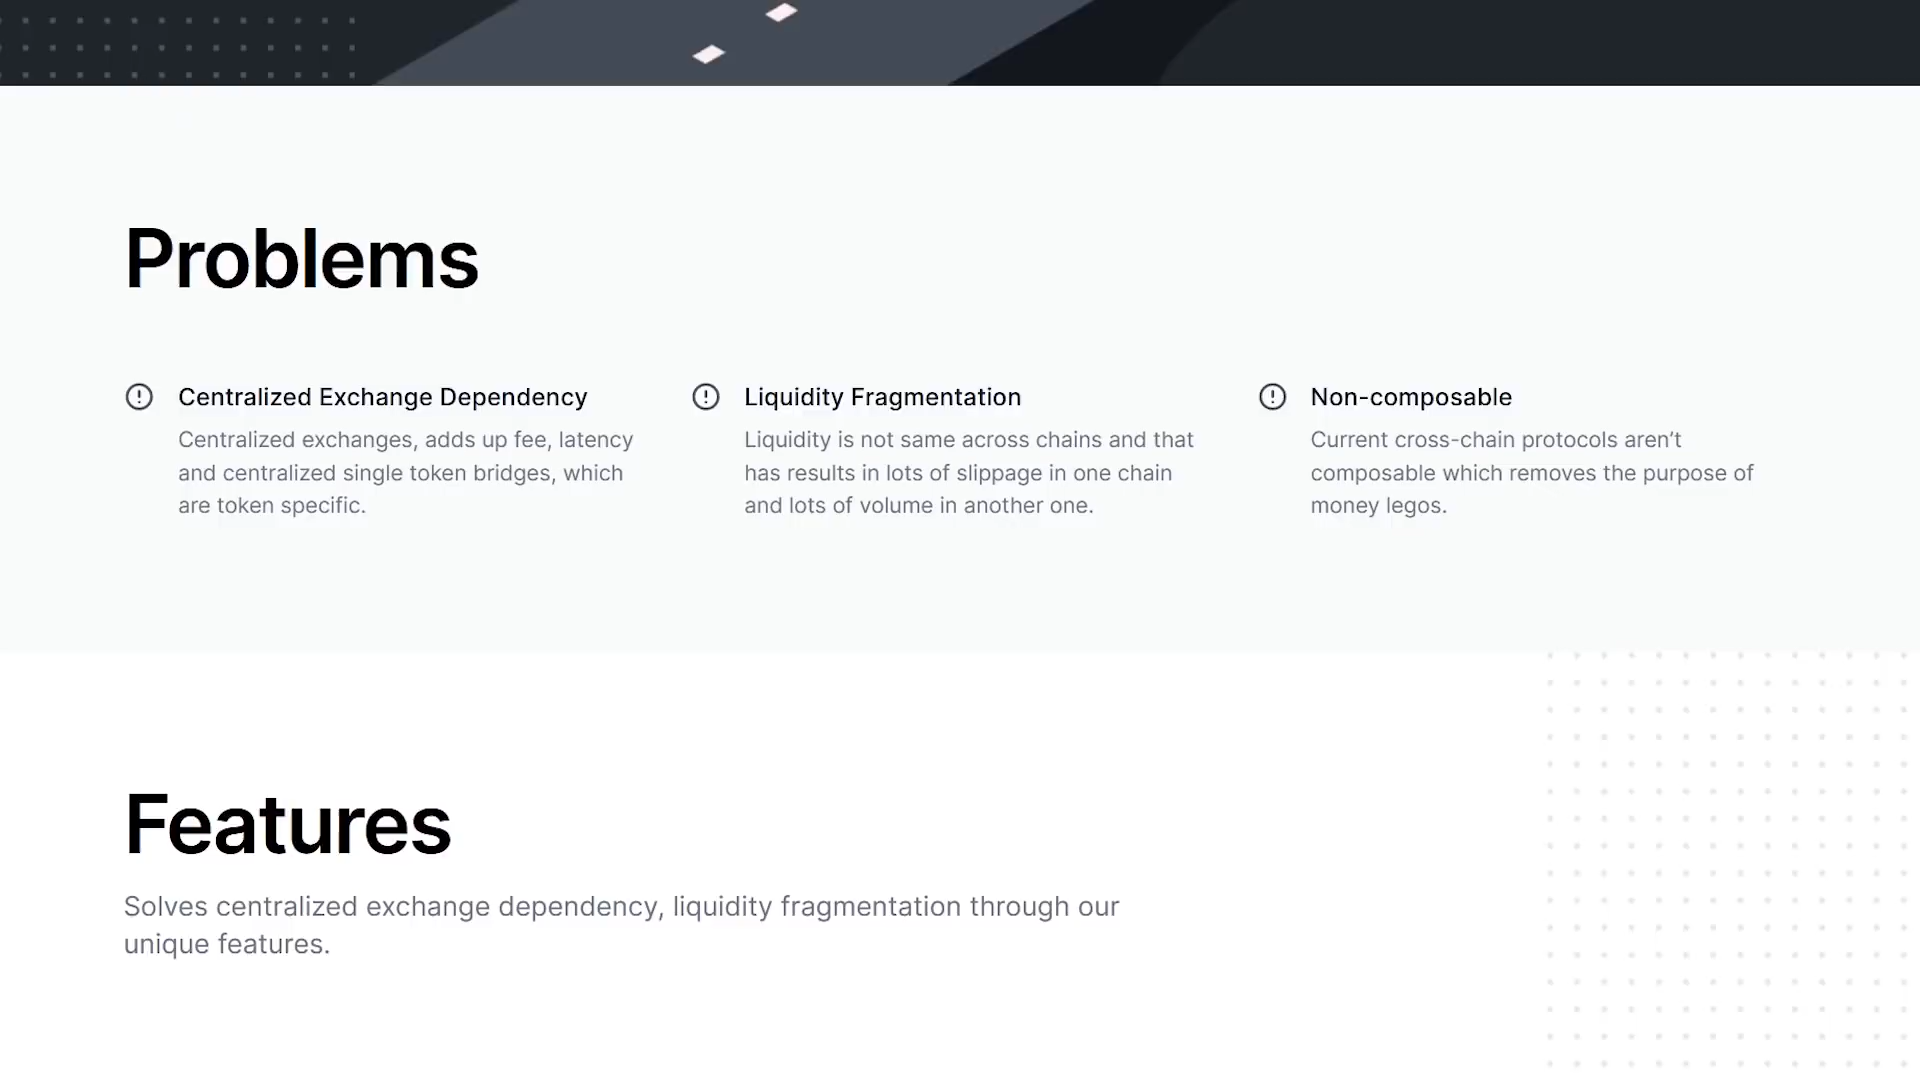 Problems
Centralized Exchange Dependency
Centralized exchanges, adds up fee, latency
and centralized single token bridges, which
are token specific.
Liquidity Fragmentation
Liquidity is not same across chains and that
has results in lots of slippage in one chain
and lots of volume in another one.
Non-composable
Current cross-chain protocols aren’t
composable which removes the purpose of
money legos.
Features
Solves centralized exchange dependency, liquidity fragmentation through our
unique features.